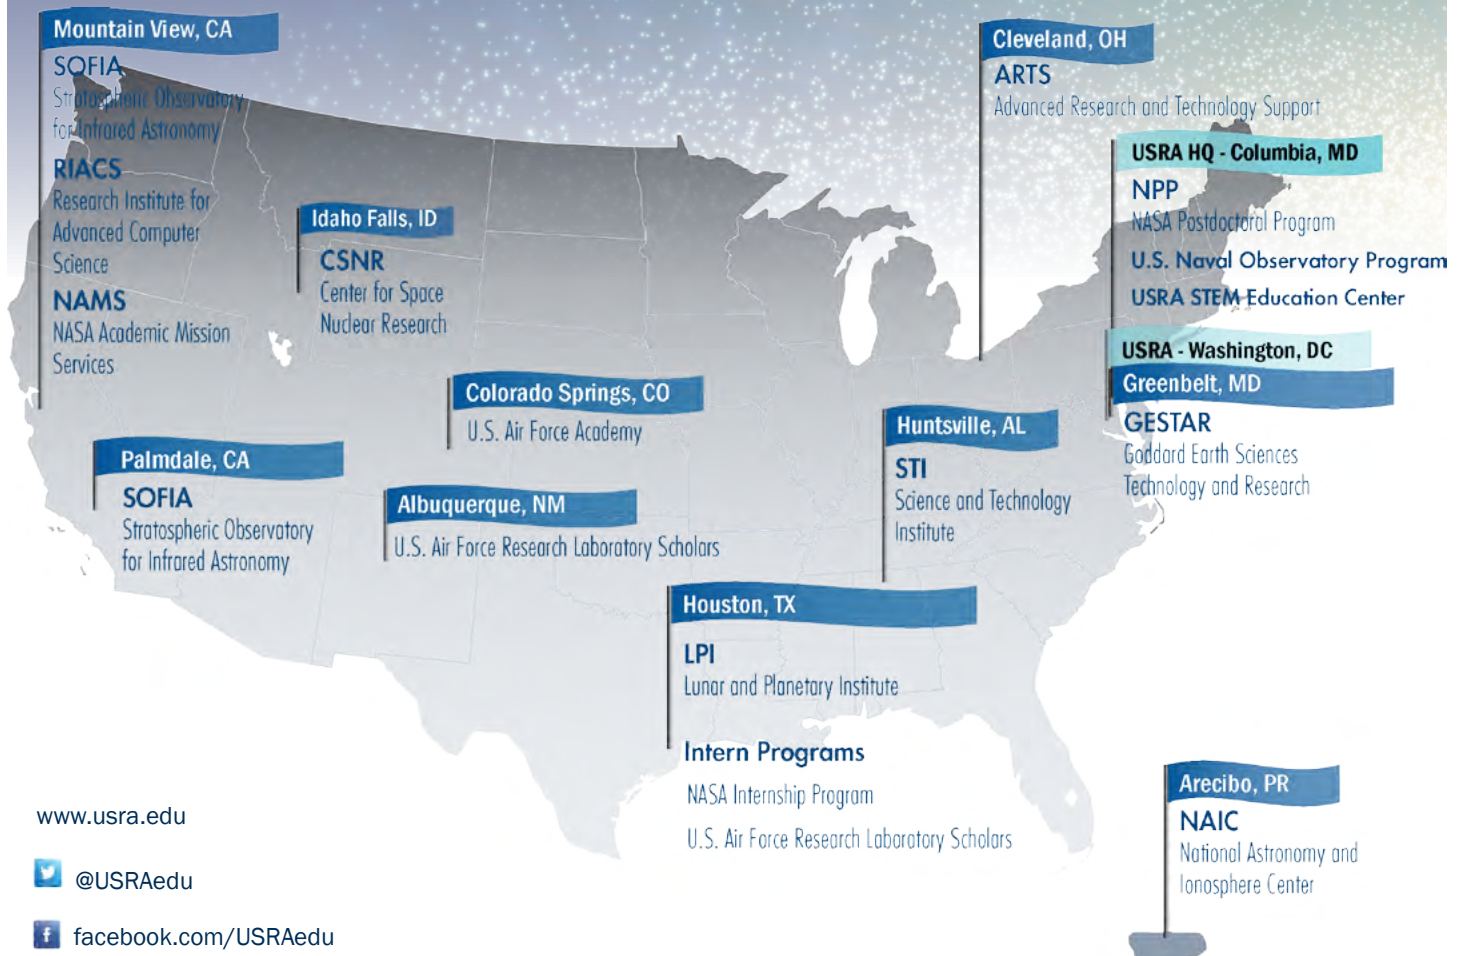 Mountain View, CA
SOFIA
Stratospheric Observatory
for Infrared Astronomy
RIACS
Research Institute for
Advanced Computer
Science
NAMS
NASA Academic Mission
Services
Idaho Falls, ID
CSNR
Center for Space
Nuclear Research
Cleveland, OH
ARTS
Advanced Research and Technology Support
USRA HQ - Columbia, MD
NPP
NASA Postdoctoral Program
U.S. Naval Observatory Program
USRA STEM Education Center
USRA - Washington, DC
Greenbelt, MD
GESTAR
Goddard Earth Sciences
Technology and Research
Colorado Springs, CO
U.S. Air Force Academy
Huntsville, AL
STI
Science and Technology
Institute
Palmdale, CA
SOFIA
Stratospheric Observatory
for Infrared Astronomy
Albuquerque, NM
U.S. Air Force Research Laboratory Scholars
Houston, TX
LPI
Lunar and Planetary Institute
Intern Programs
NASA Internship Program
U.S. Air Force Research Laboratory Scholars
Arecibo, PR
NAIC
National Astronomy and
Ionosphere Center
www.usra.edu
@USRAedu
f facebook.com/USRAedu